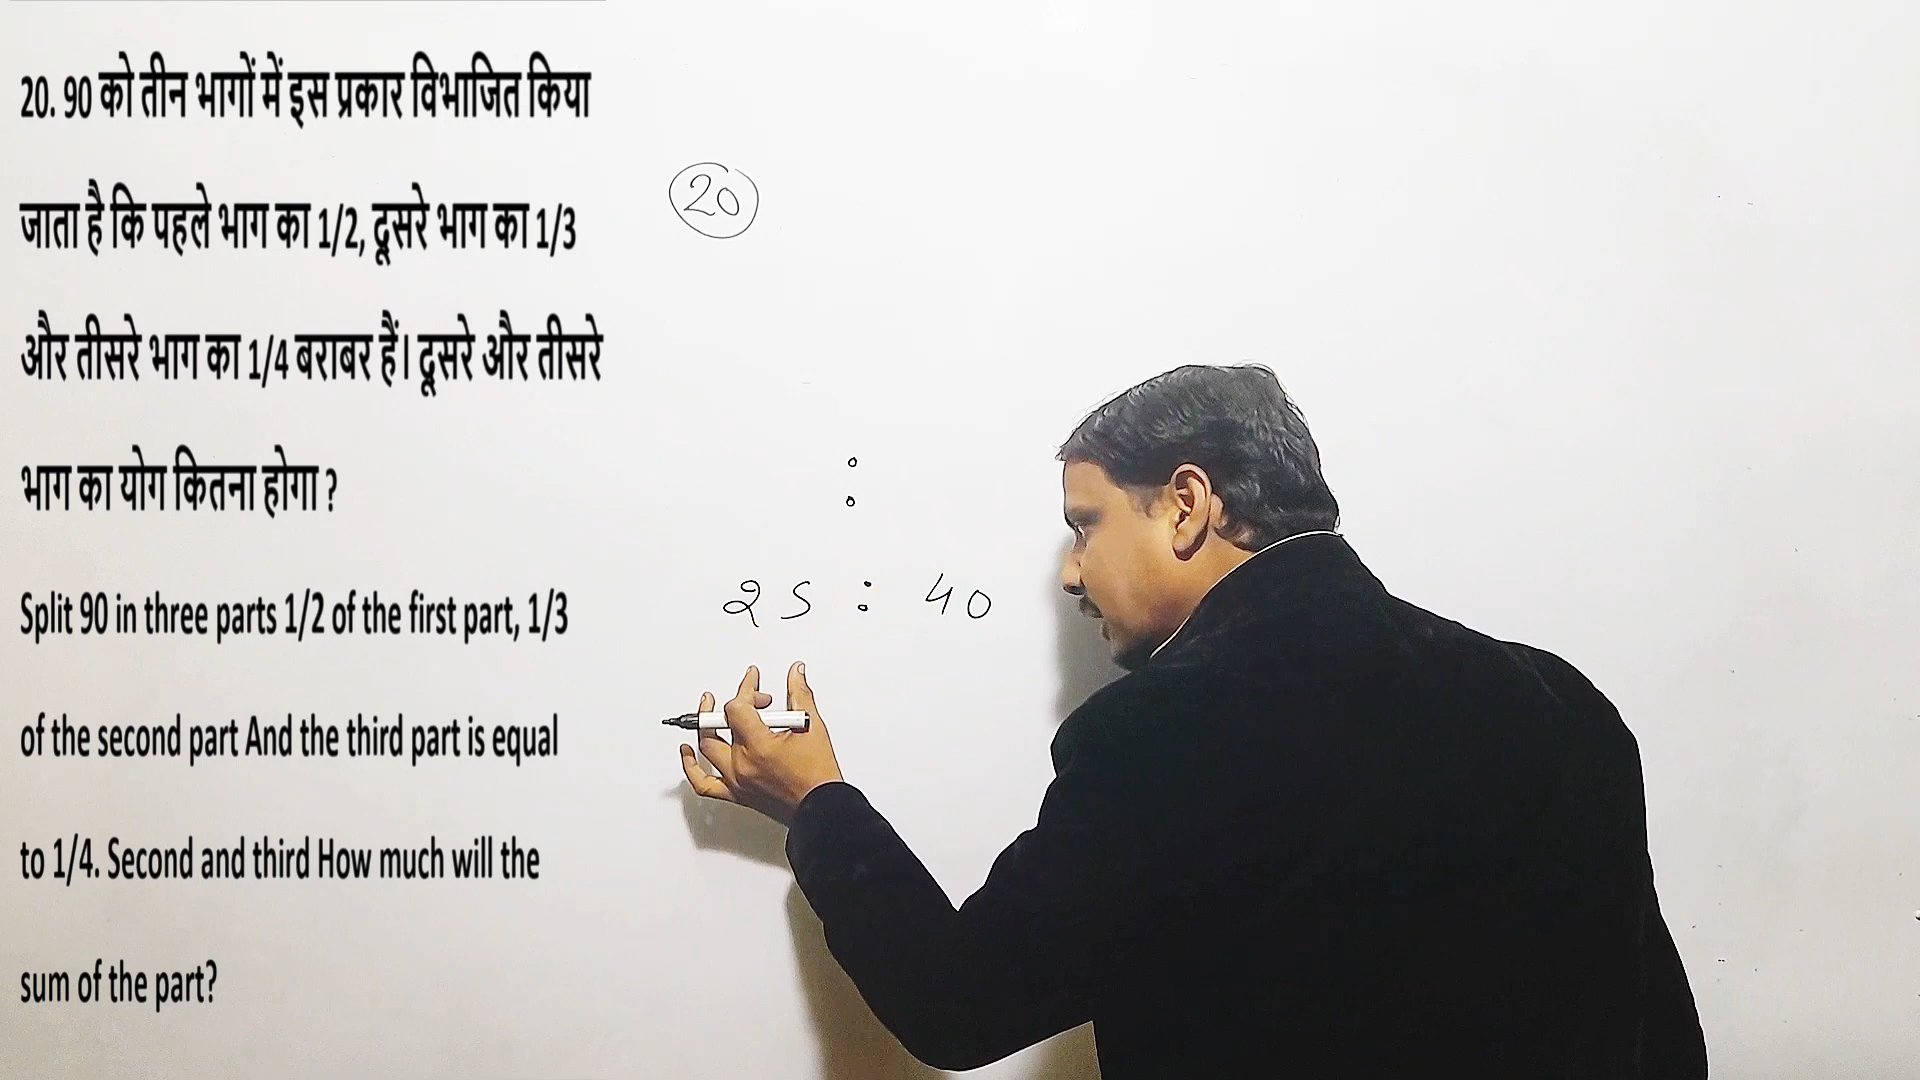 20. 90 को तीन भागों में इस प्रकार विभाजित किया
जाता है कि पहले भाग का 1/2, दूसरे भाग का 1/3
और तीसरे भाग का 1/4 बराबर हैं। दूसरे और तीसरे
भाग का योग कितना होगा ?
Split 90 in three parts 1/2 of the first part, 1/3
of the second part And the third part is equal
to 1/4. Second and third How much will the
sum of the part?
20
:
25 : 40